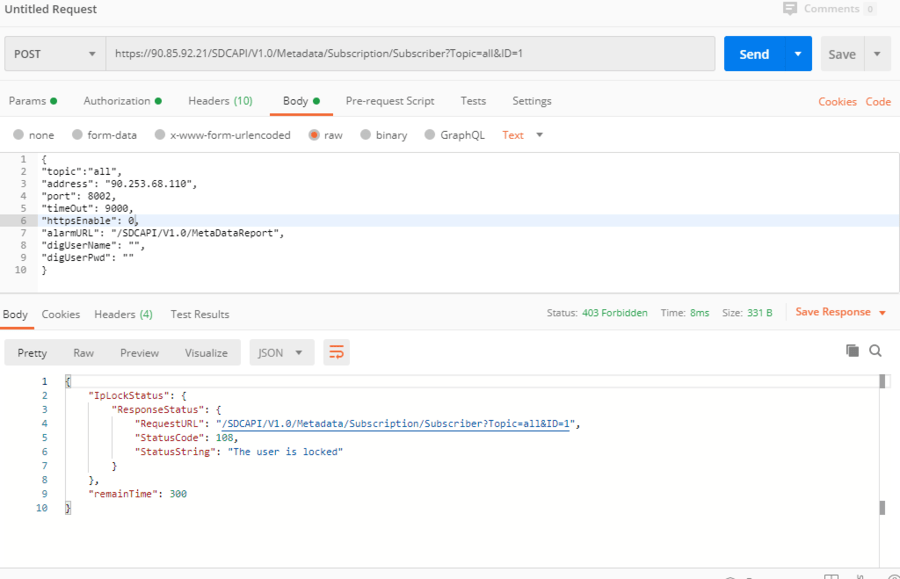 Untitled Request
Comments 0
POST
https://90.85.92.21/SDCAPI/V1.0/Metadata/Subscription/Subscriber?Topic=all&ID=1
Send
Save
Params
Authorization
Headers (10)
Body
Pre-request Script
Tests
Settings
Cookies Code
none
form-data
x-www-form-urlencoded
raw
binary
GraphQL
Text
1 {
2 "topic":"all",
3 "address": "90.253.68.110",
4 "port": 8002,
5 "timeOut": 9000,
6 "httpsEnable": 0,
7 "alarmURL": "/SDCAPI/V1.0/MetaDataReport",
8 "digUserName": "",
9 "digUserPwd": ""
10 }
Body
Cookies
Headers (4)
Test Results
Status: 403 Forbidden
Time: 8ms
Size: 331 B
Save Response
Pretty
Raw
Preview
Visualize
JSON
1 {
2 "IpLockStatus": {
3 "ResponseStatus": {
4 "RequestURL": "/SDCAPI/V1.0/Metadata/Subscription/Subscriber?Topic=all&ID=1",
5 "StatusCode": 108,
6 "StatusString": "The user is locked"
7 }
8 },
9 "remainTime": 300
10 }